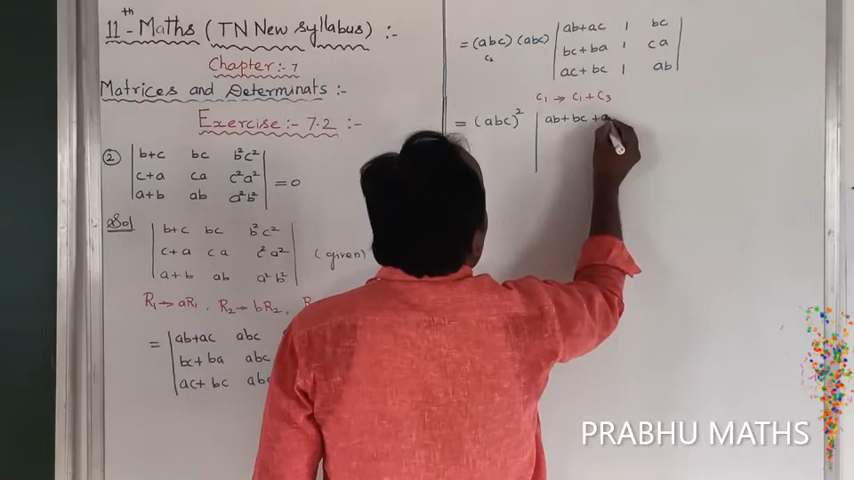 11th - Maths (TN New syllabus) :-
Chapter :- 7
Matrices and Determinats :-
Exercise :- 7.2 :-
② | b+c bc b²c² |
| c+a ca c²a² | = 0
| a+b ab a²b² |
Sol | b+c bc b²c² |
| c+a ca c²a² | (given)
| a+b ab a²b² |
R₁→aR₁, R₂→bR₂,
= | ab+ac abc
| bc+ba abc
| ac+bc abc
= (abc) (abc) | ab+ac 1 bc |
c₂ | bc+ba 1 ca |
| ac+bc 1 ab |
C₁ → C₁ + C₃
= (abc)² | ab+bc+a
PRABHU MATHS